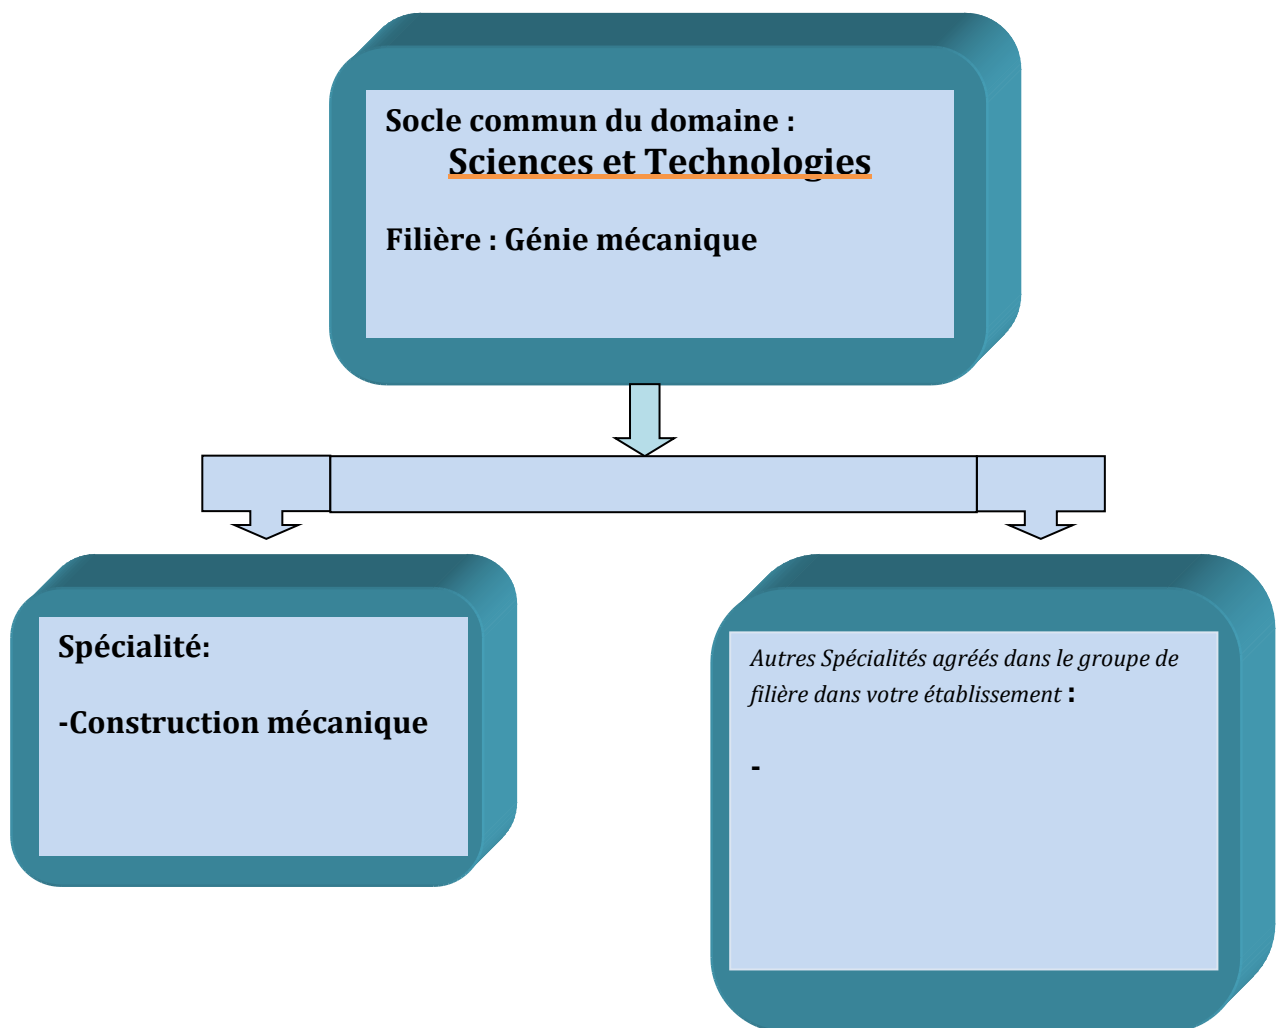 Socle commun du domaine :
Sciences et Technologies
Filière : Génie mécanique
Spécialité:
-Construction mécanique
Autres Spécialités agréés dans le groupe de
filière dans votre établissement :
-